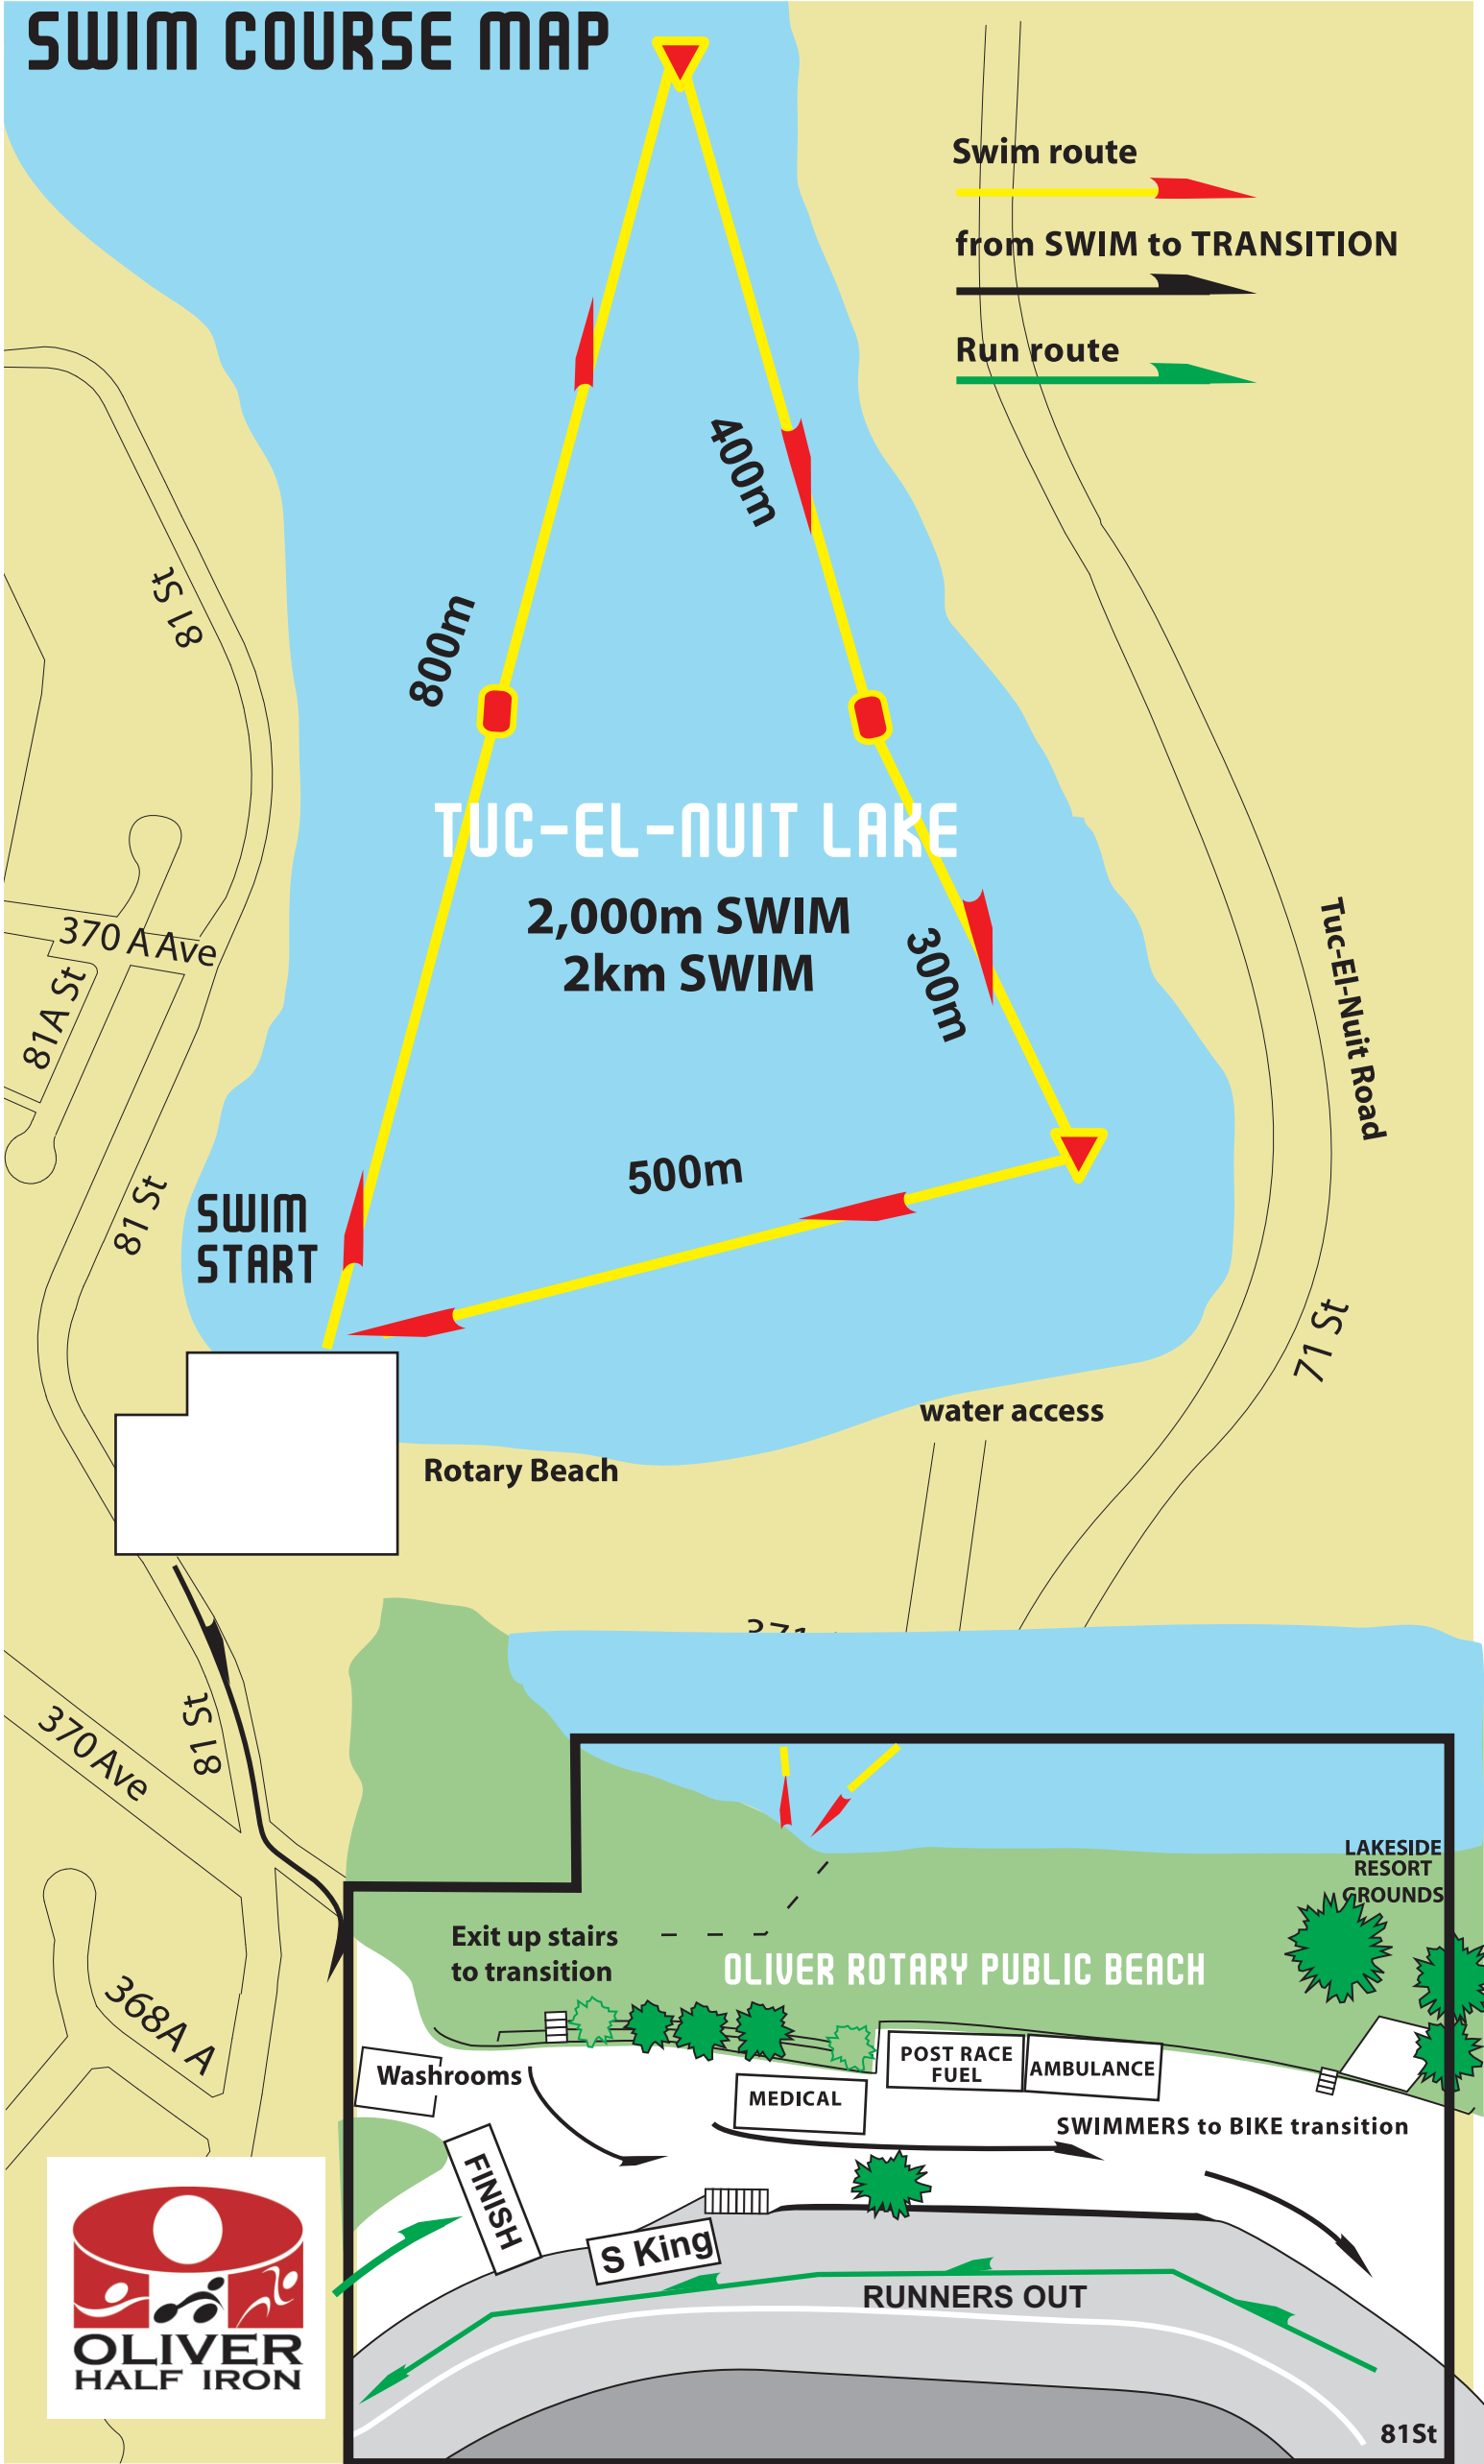 SWIM COURSE MAP
Swim route
from SWIM to TRANSITION
Run route
400m
800m
81 St
TUC-EL-NUIT LAKE
2,000m SWIM
2km SWIM
300m
370 A Ave
81A St
Tuc-El-Nuit Road
500m
81 St
SWIM
START
71 St
water access
Rotary Beach
81 St
370 Ave
LAKESIDE
RESORT
GROUNDS
Exit up stairs
to transition
OLIVER ROTARY PUBLIC BEACH
368A A
Washrooms
POST RACE
FUEL
AMBULANCE
MEDICAL
SWIMMERS to BIKE transition
FINISH
S King
RUNNERS OUT
OLIVER
HALF IRON
81St